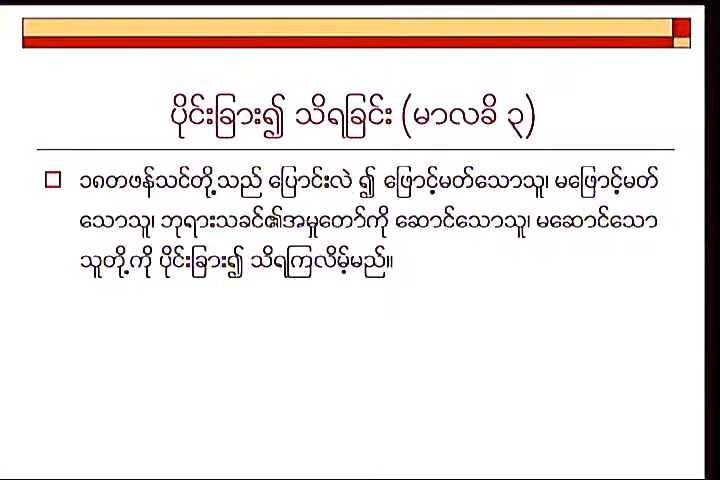 ပိုင်းခြား၍ သိရခြင်း (မာလခိ ၃)
၁၈တဖန်သင်တို့သည် ပြောင်းလဲ ၍ ဖြောင့်မတ်သောသူ၊ မဖြောင့်မတ်
သောသူ၊ ဘုရားသခင်၏အမှုတော်ကို ဆောင်သောသူ၊ မဆောင်သော
သူတို့ကို ပိုင်းခြား၍ သိရကြလိမ့်မည်။